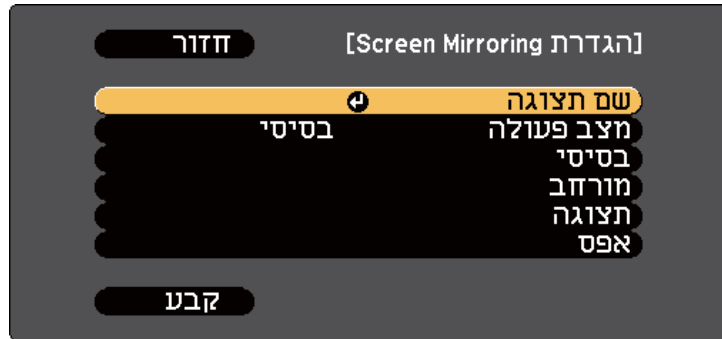 [הגדרת Screen Mirroring]
חזור
שם תצוגה
מצב פעולה בסיסי
בסיסי
מורחב
תצוגה
אפס
קבע